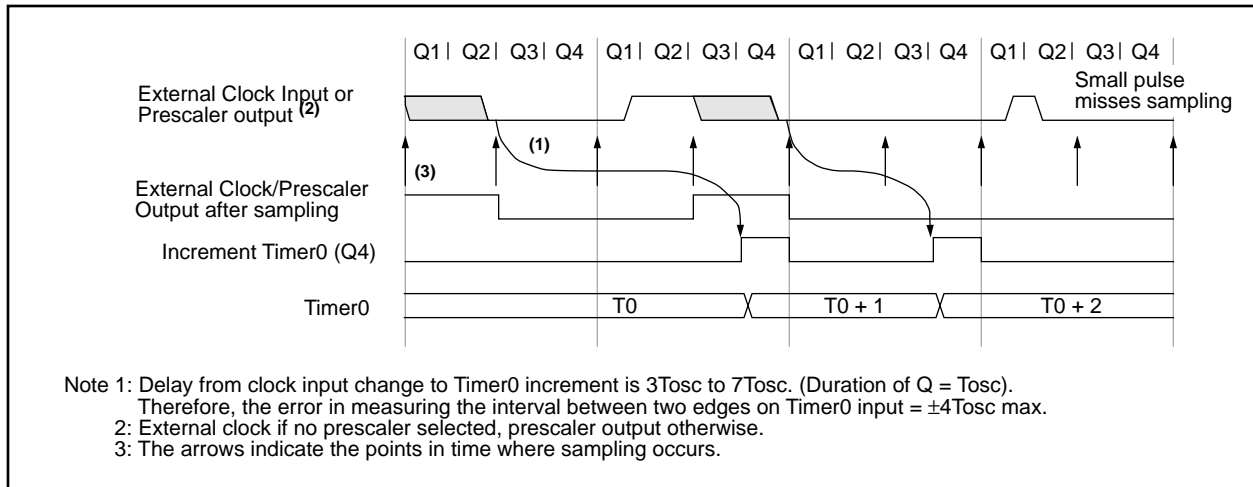 Q1| Q2| Q3| Q4 Q1| Q2| Q3| Q4 Q1| Q2| Q3| Q4 Q1| Q2| Q3| Q4
Small pulse
misses sampling
External Clock Input or
Prescaler output (2)
(1)
(3)
External Clock/Prescaler
Output after sampling
Increment Timer0 (Q4)
Timer0 T0 T0 + 1 T0 + 2
Note 1: Delay from clock input change to Timer0 increment is 3Tosc to 7Tosc. (Duration of Q = Tosc).
Therefore, the error in measuring the interval between two edges on Timer0 input = ±4Tosc max.
2: External clock if no prescaler selected, prescaler output otherwise.
3: The arrows indicate the points in time where sampling occurs.